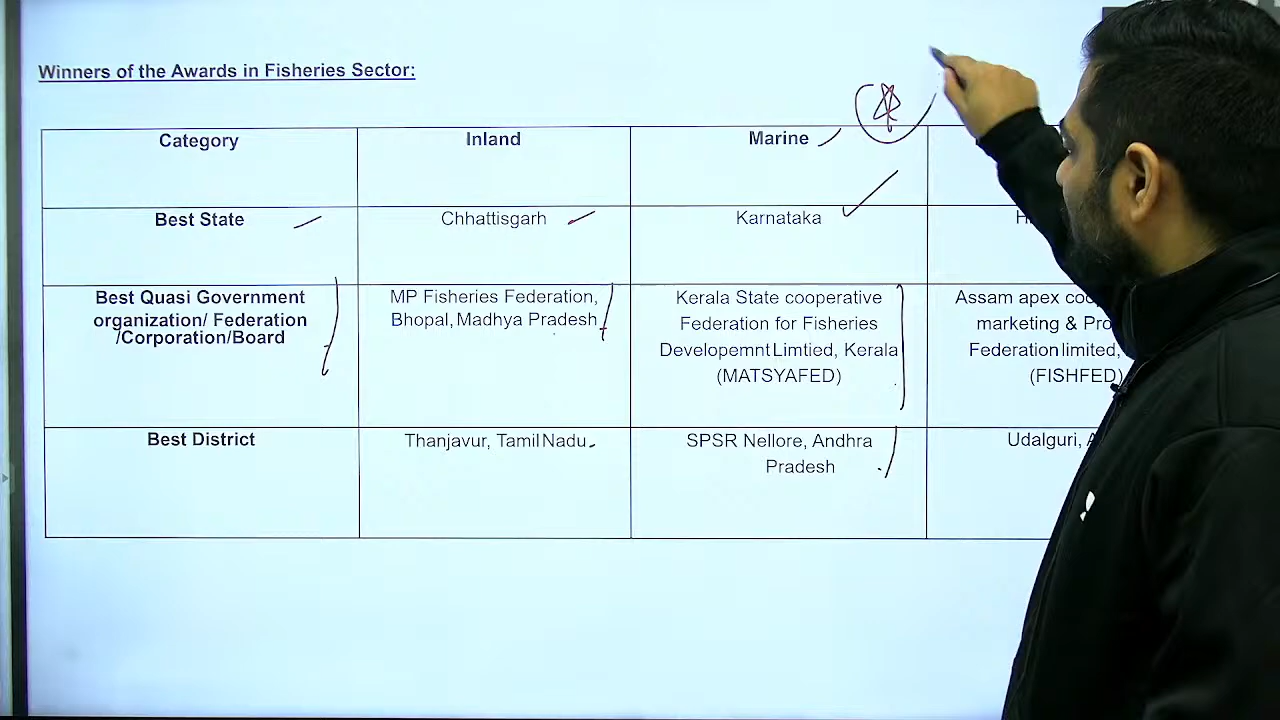 Winners of the Awards in Fisheries Sector:
Category
Inland
Marine
Best State
Chhattisgarh
Karnataka
Best Quasi Government
organization/ Federation
/Corporation/Board
MP Fisheries Federation,
Bhopal, Madhya Pradesh
Kerala State cooperative
Federation for Fisheries
Developemnt Limtied, Kerala
(MATSYAFED)
Assam apex
marketing &
Federation limited,
(FISHFED)
Best District
Thanjavur, Tamil Nadu
SPSR Nellore, Andhra
Pradesh
Udalguri,